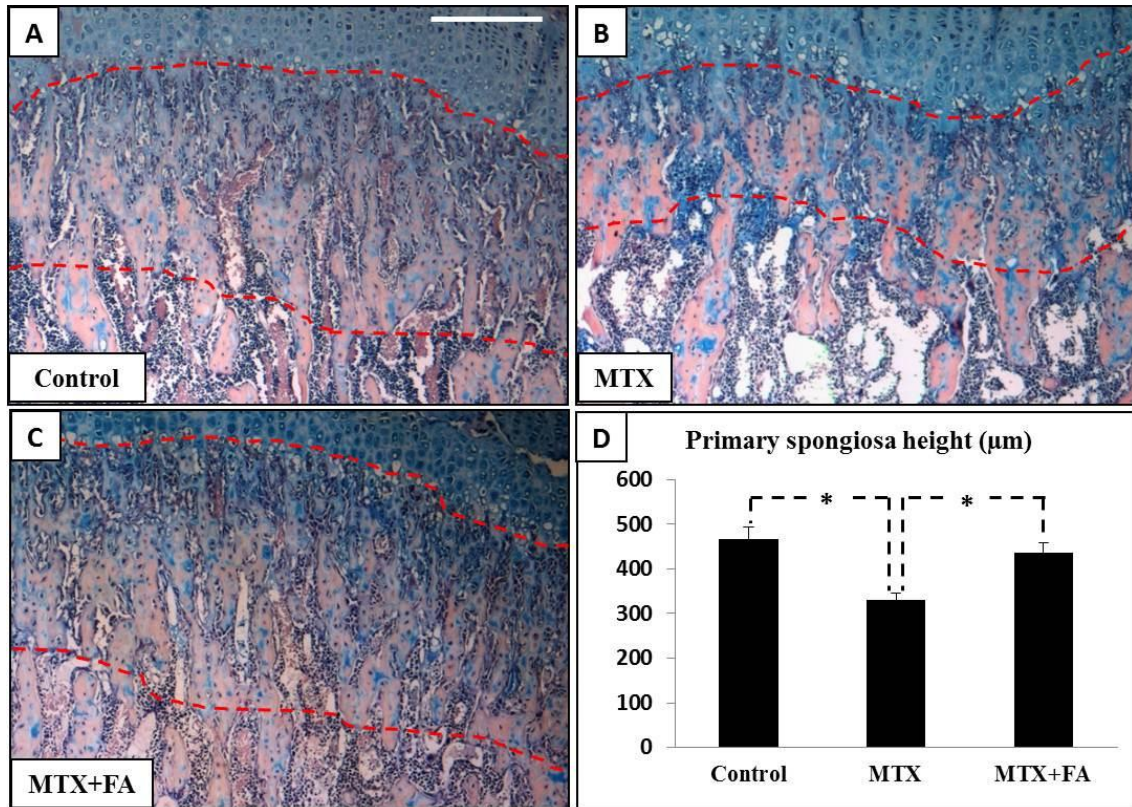 A
Control
B
MTX
C
MTX+FA
D
Primary spongiosa height (µm)
600
500
400
300
200
100
0
*
*
Control
MTX
MTX+FA